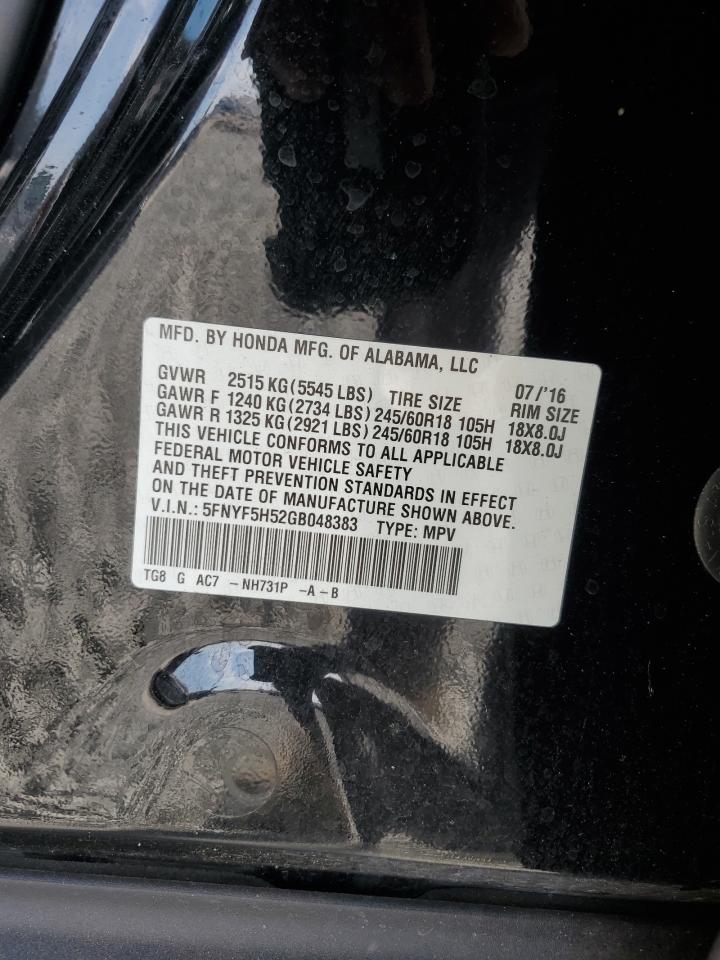 MFD. BY HONDA MFG. OF ALABAMA, LLC
07/'16
GVWR 2515 KG(5545 LBS) TIRE SIZE RIM SIZE
GAWR F 1240 KG(2734 LBS) 245/60R18 105H 18X8.0J
GAWR R 1325 KG(2921 LBS) 245/60R18 105H 18X8.0J
THIS VEHICLE CONFORMS TO ALL APPLICABLE
FEDERAL MOTOR VEHICLE SAFETY
AND THEFT PREVENTION STANDARDS IN EFFECT
ON THE DATE OF MANUFACTURE SHOWN ABOVE.
V.I.N.: 5FNYF5H52GB048383 TYPE: MPV
TG8 G AC7 -NH731P -A-B